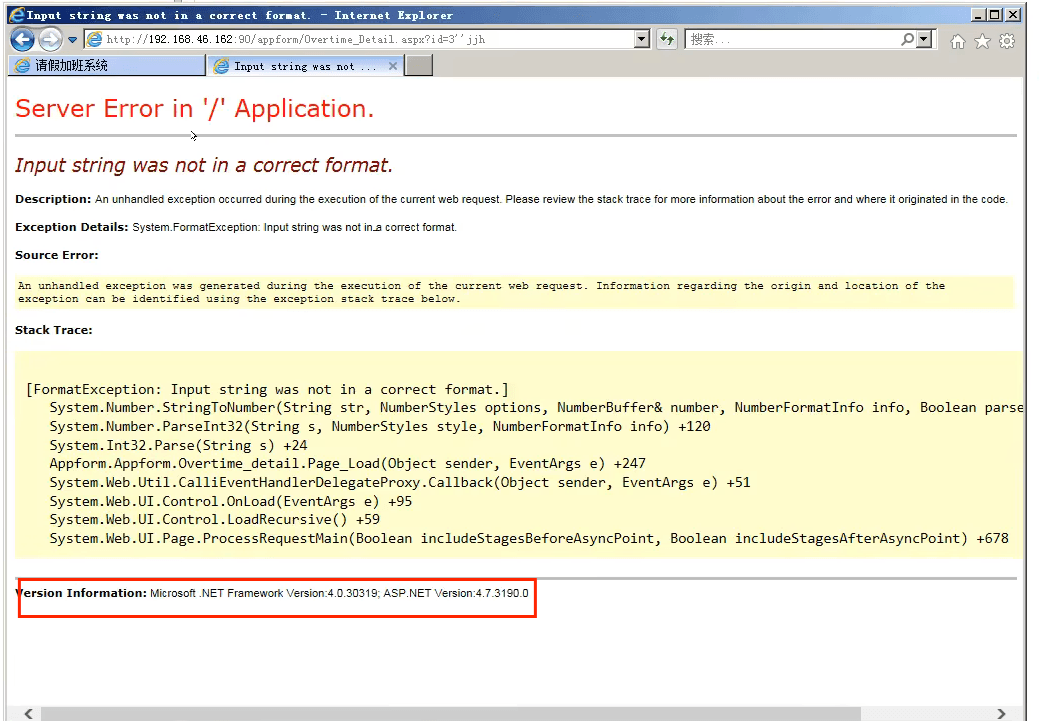 Input string was not in a correct format. - Internet Explorer
http://192.168.46.162:90/appform/Overtime_Detail.aspx?id=3''jjh
搜索...
请假加班系统
Input string was not ...
Server Error in '/' Application.
Input string was not in a correct format.
Description: An unhandled exception occurred during the execution of the current web request. Please review the stack trace for more information about the error and where it originated in the code.
Exception Details: System.FormatException: Input string was not in a correct format.
Source Error:
An unhandled exception was generated during the execution of the current web request. Information regarding the origin and location of the
exception can be identified using the exception stack trace below.
Stack Trace:
[FormatException: Input string was not in a correct format.]
System.Number.StringToNumber(String str, NumberStyles options, NumberBuffer& number, NumberFormatInfo info, Boolean parse
System.Number.ParseInt32(String s, NumberStyles style, NumberFormatInfo info) +120
System.Int32.Parse(String s) +24
Appform.Appform.Overtime_detail.Page_Load(Object sender, EventArgs e) +247
System.Web.Util.CalliEventHandlerDelegateProxy.Callback(Object sender, EventArgs e) +51
System.Web.UI.Control.OnLoad(EventArgs e) +95
System.Web.UI.Control.LoadRecursive() +59
System.Web.UI.Page.ProcessRequestMain(Boolean includeStagesBeforeAsyncPoint, Boolean includeStagesAfterAsyncPoint) +678
Version Information: Microsoft .NET Framework Version:4.0.30319; ASP.NET Version:4.7.3190.0